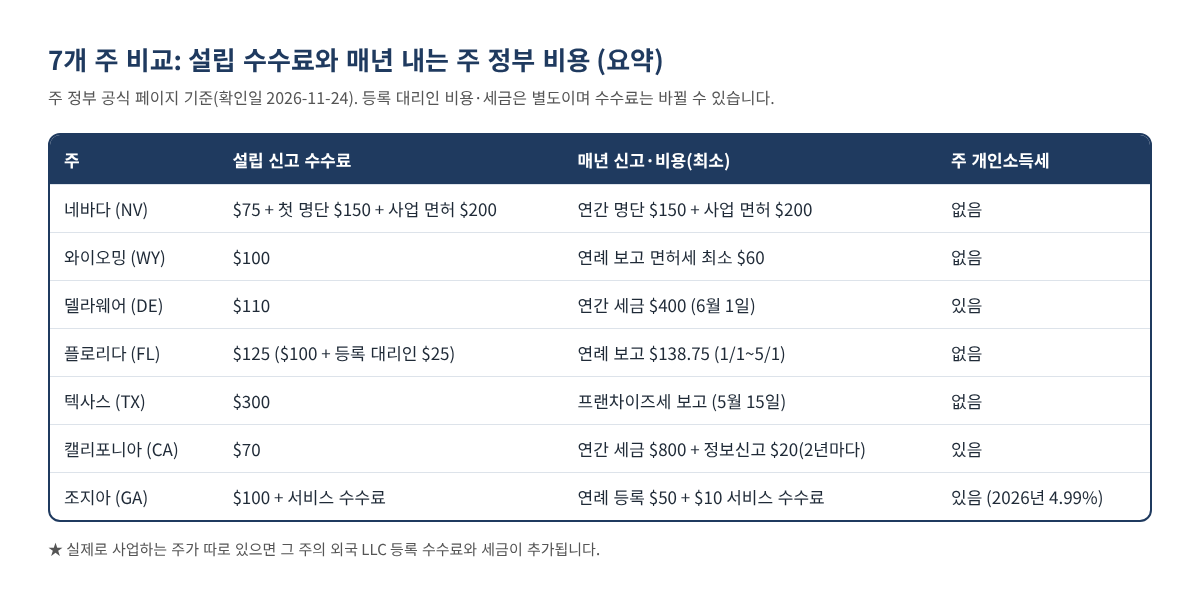 7개 주 비교: 설립 수수료와 매년 내는 주 정부 비용 (요약)
주 정부 공식 페이지 기준(확인일 2026-11-24). 등록 대리인 비용·세금은 별도이며 수수료는 바뀔 수 있습니다.
주 설립 신고 수수료 매년 신고·비용(최소) 주 개인소득세
네바다 (NV) $75 + 첫 명단 $150 + 사업 면허 $200 연간 명단 $150 + 사업 면허 $200 없음
와이오밍 (WY) $100 연례 보고 면허세 최소 $60 없음
델라웨어 (DE) $110 연간 세금 $400 (6월 1일) 있음
플로리다 (FL) $125 ($100 + 등록 대리인 $25) 연례 보고 $138.75 (1/1~5/1) 없음
텍사스 (TX) $300 프랜차이즈세 보고 (5월 15일) 없음
캘리포니아 (CA) $70 연간 세금 $800 + 정보신고 $20(2년마다) 있음
조지아 (GA) $100 + 서비스 수수료 연례 등록 $50 + $10 서비스 수수료 있음 (2026년 4.99%)
★ 실제로 사업하는 주가 따로 있으면 그 주의 외국 LLC 등록 수수료와 세금이 추가됩니다.